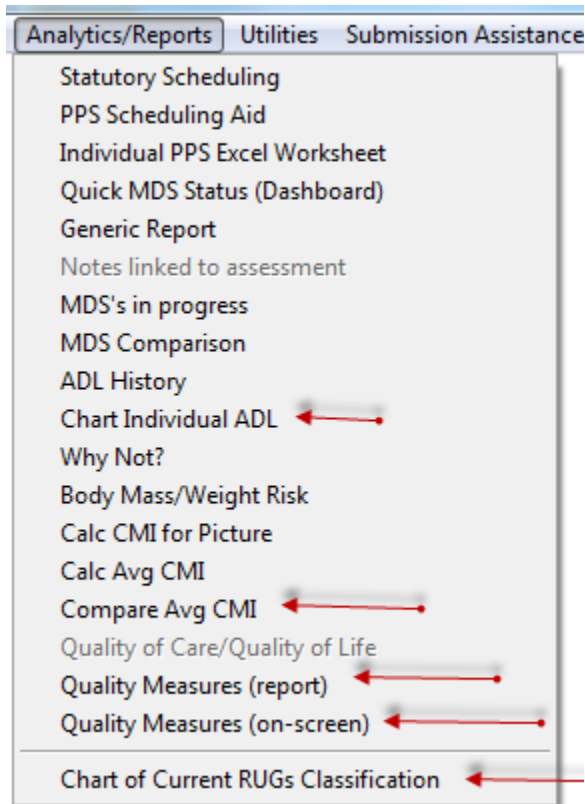 Analytics/Reports Utilities Submission Assistance
Statutory Scheduling
PPS Scheduling Aid
Individual PPS Excel Worksheet
Quick MDS Status (Dashboard)
Generic Report
Notes linked to assessment
MDS's in progress
MDS Comparison
ADL History
Chart Individual ADL
Why Not?
Body Mass/Weight Risk
Calc CMI for Picture
Calc Avg CMI
Compare Avg CMI
Quality of Care/Quality of Life
Quality Measures (report)
Quality Measures (on-screen)
Chart of Current RUGs Classification